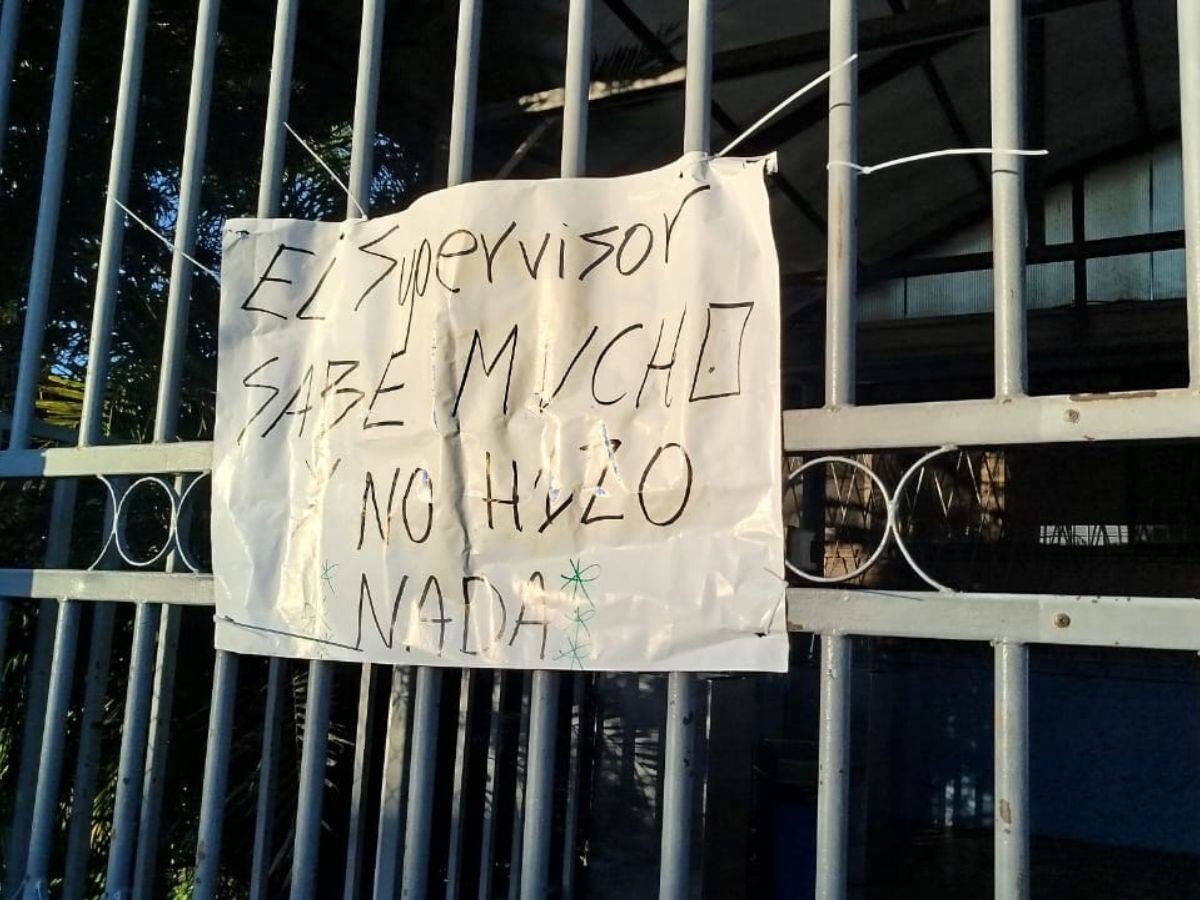 EL Supervisor
SABE MUCHO
Y NO HIZO
NADA